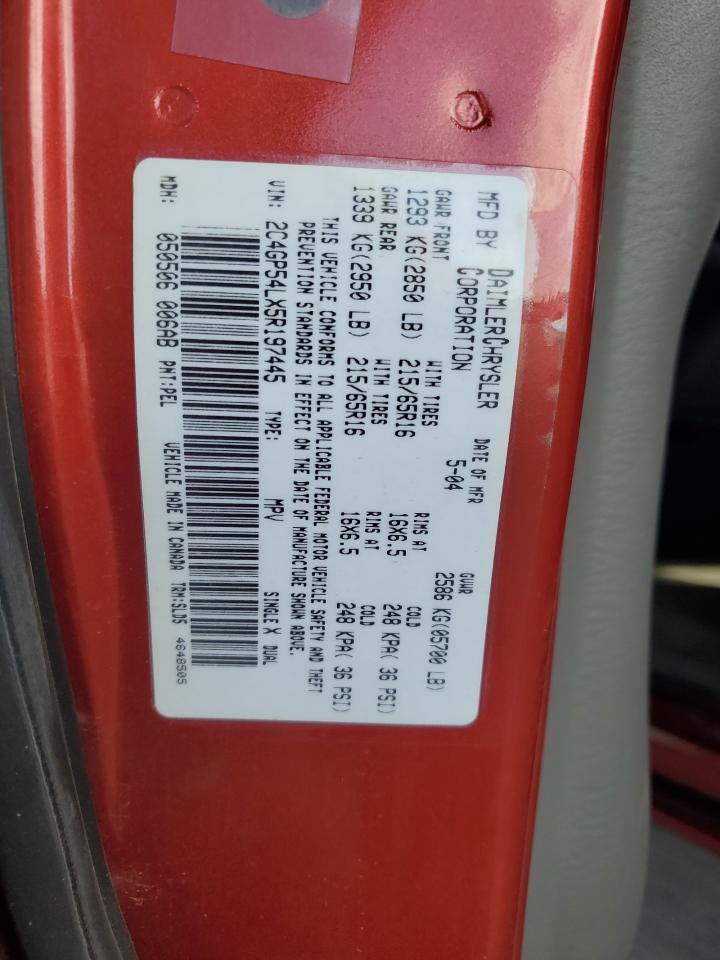 MFD BY DAIMLERCHRYSLER CORPORATION
DATE OF MFR 5-04
GVWR 2586 KG(05700 LB)
GAWR FRONT WITH TIRES RIMS AT COLD
1293 KG(2850 LB) 215/65R16 16X6.5 248 KPA( 36 PSI)
GAWR REAR WITH TIRES RIMS AT COLD
1339 KG(2950 LB) 215/65R16 16X6.5 248 KPA( 36 PSI)
THIS VEHICLE CONFORMS TO ALL APPLICABLE FEDERAL MOTOR VEHICLE SAFETY AND THEFT
PREVENTION STANDARDS IN EFFECT ON THE DATE OF MANUFACTURE SHOWN ABOVE.
VIN: 2C4GP54LX5R197445 TYPE: MPV SINGLE X DUAL
MDH: 050506 006AB PNT:PEL VEHICLE MADE IN CANADA TRM:SLD5 4648505